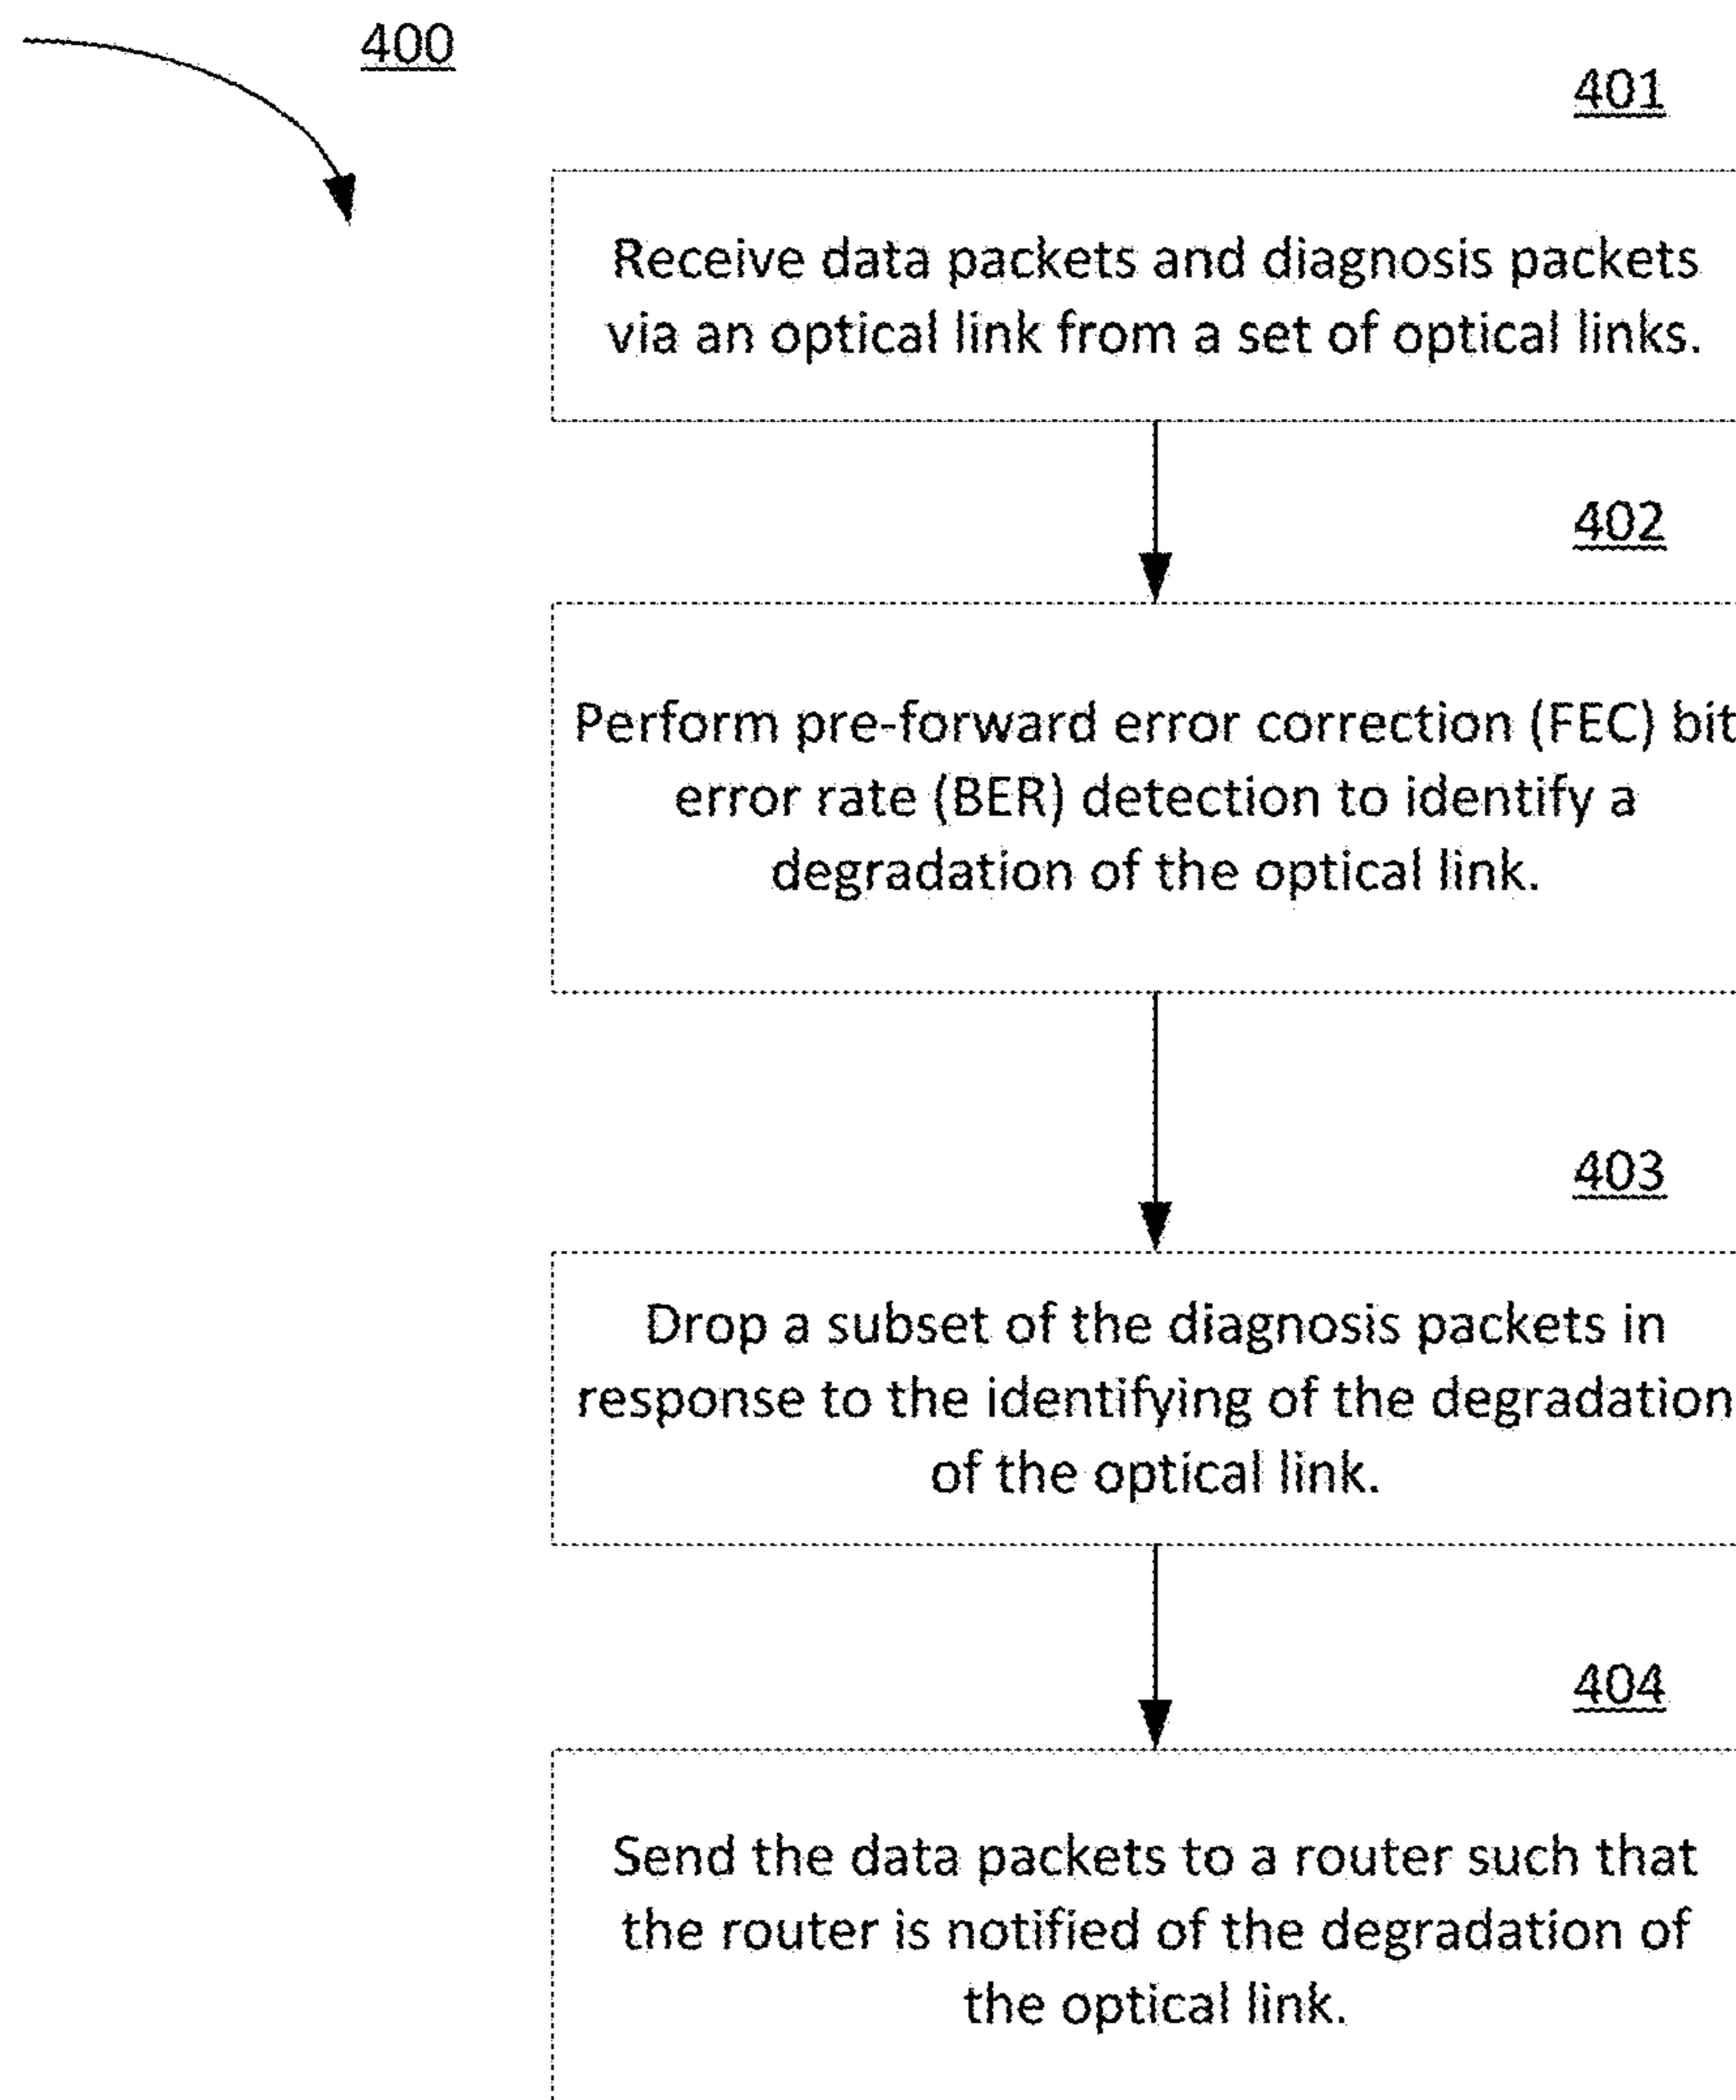 400
401
Receive data packets and diagnosis packets
via an optical link from a set of optical links.
402
Perform pre-forward error correction (FEC) bit
error rate (BER) detection to identify a
degradation of the optical link.
403
Drop a subset of the diagnosis packets in
response to the identifying of the degradation
of the optical link.
404
Send the data packets to a router such that
the router is notified of the degradation of
the optical link.